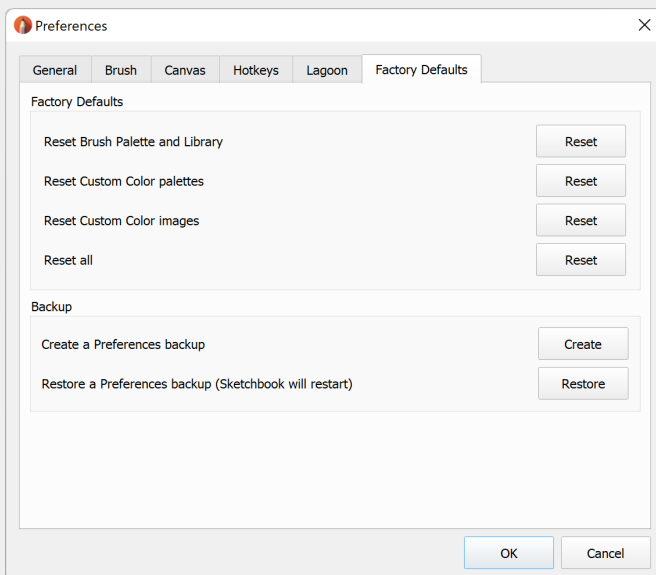 Preferences
General Brush Canvas Hotkeys Lagoon Factory Defaults
Factory Defaults
Reset Brush Palette and Library Reset
Reset Custom Color palettes Reset
Reset Custom Color images Reset
Reset all Reset
Backup
Create a Preferences backup Create
Restore a Preferences backup (Sketchbook will restart) Restore
OK Cancel